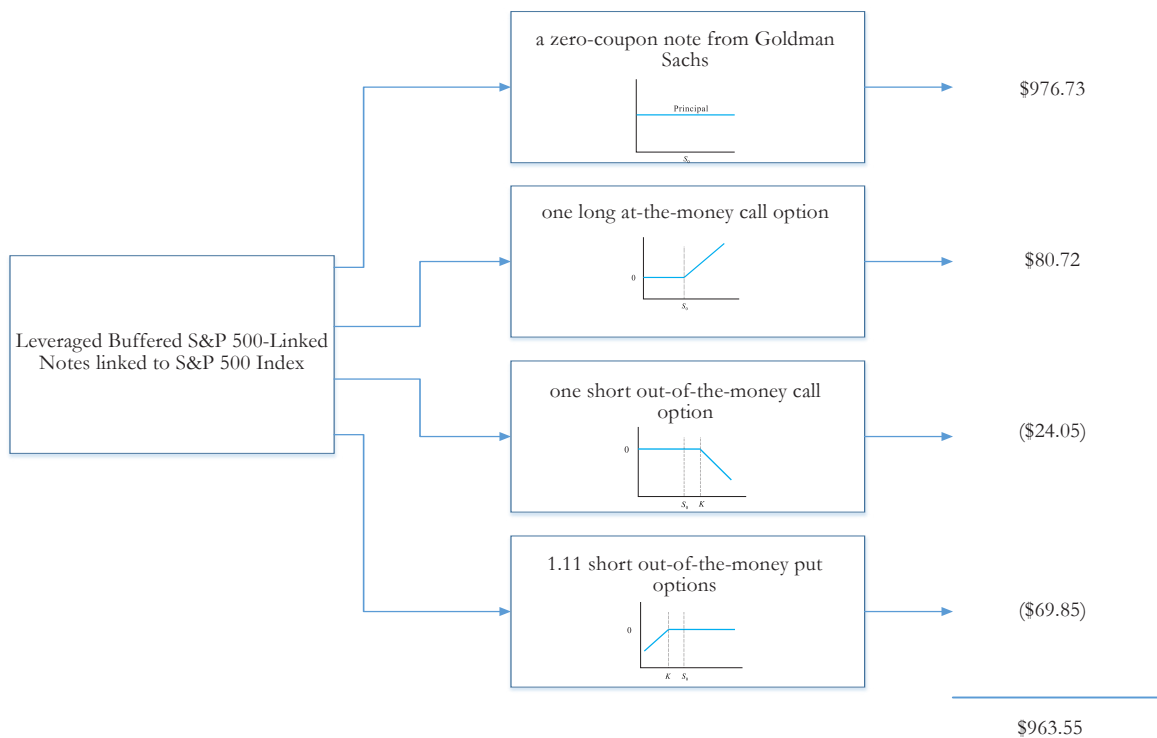 a zero-coupon note from Goldman
Sachs
Principal
S₀
$976.73
one long at-the-money call option
0
S₀
$80.72
Leveraged Buffered S&P 500-Linked
Notes linked to S&P 500 Index
one short out-of-the-money call
option
0
S₀ K
($24.05)
1.11 short out-of-the-money put
options
0
K S₀
($69.85)
$963.55